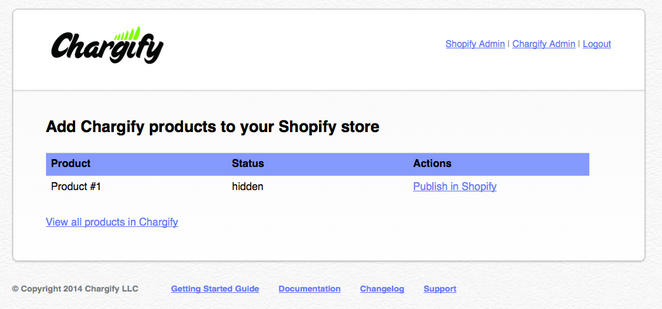 Chargify
Shopify Admin | Chargify Admin | Logout
Add Chargify products to your Shopify store
Product Status Actions
Product #1 hidden Publish in Shopify
View all products in Chargify
© Copyright 2014 Chargify LLC Getting Started Guide Documentation Changelog Support